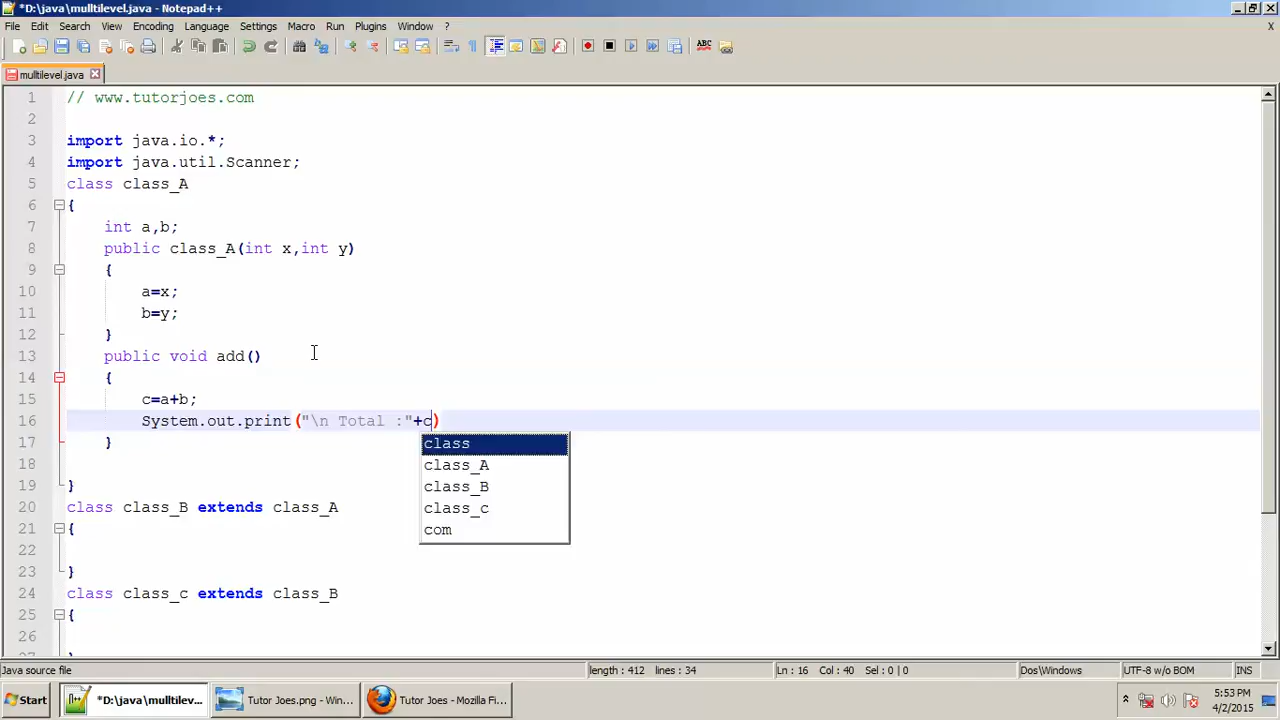 *D:\java\mulltilevel.java - Notepad++
File Edit Search View Encoding Language Settings Macro Run Plugins Window ?
X
ABC
mulltilevel.java
1 // www.tutorjoes.com
2
3 import java.io.*;
4 import java.util.Scanner;
5 class class_A
6 {
7 int a,b;
8 public class_A(int x,int y)
9 {
10 a=x;
11 b=y;
12 }
13 public void add()
14 {
15 c=a+b;
16 System.out.print("\n Total :"+c)
17 }
class
18
class_A
19 }
class_B
20 class class_B extends class_A
class_c
21 {
com
22
23 }
24 class class_c extends class_B
25 {
26
Java source file length : 412 lines : 34 Ln : 16 Col : 40 Sel : 0 | 0 Dos\Windows UTF-8 w/o BOM INS
Start *D:\java\mulltilev... Tutor Joes.png - Win... Tutor Joes - Mozilla Fi... 5:53 PM
4/2/2015